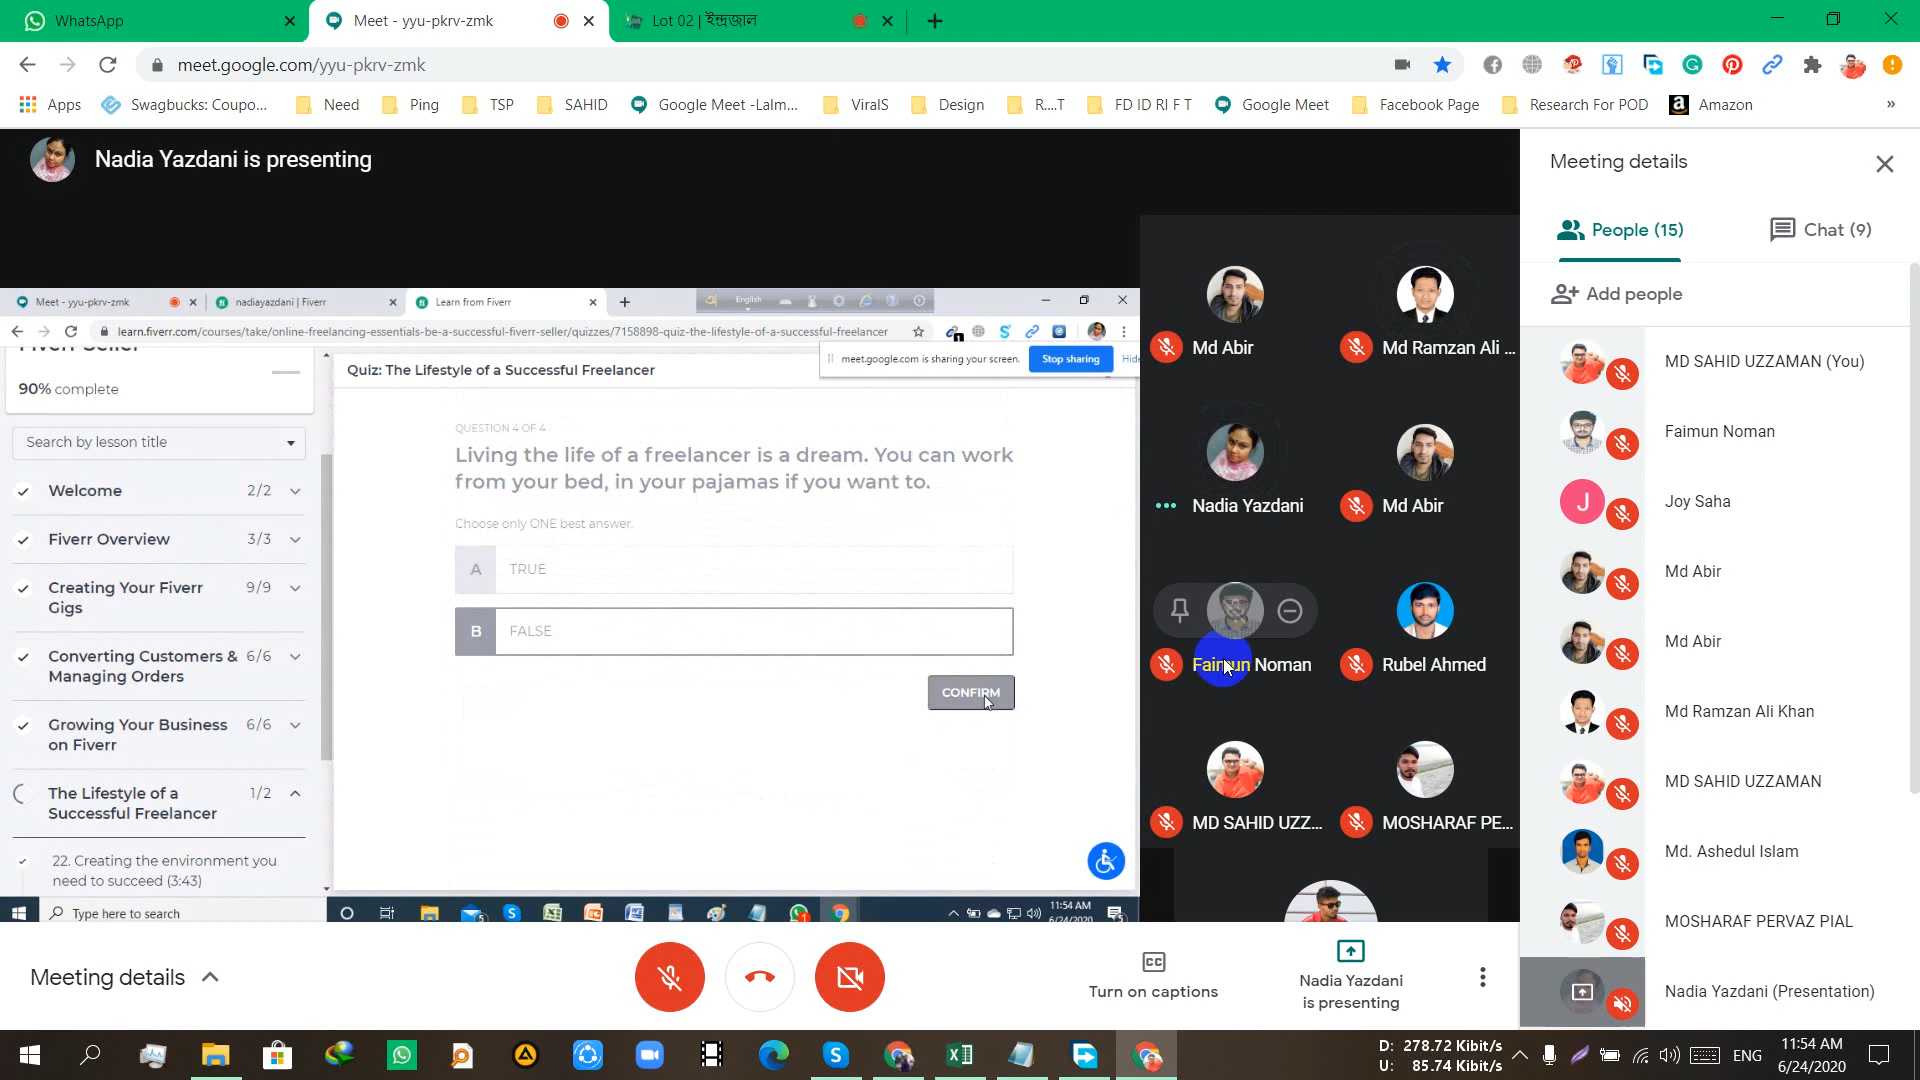 WhatsApp
Meet - yyu-pkrv-zmk
Lot 02 | ইন্দ্রজাল
meet.google.com/yyu-pkrv-zmk
Apps
Swagbucks: Coupo...
Need
Ping
TSP
SAHID
Google Meet -Lalm...
ViralS
Design
R....T
FD ID RI F T
Google Meet
Facebook Page
Research For POD
Amazon
»
Nadia Yazdani is presenting
Meet - yyu-pkrv-zmk
nadiayazdani | Fiverr
Learn from Fiverr
English
learn.fiverr.com/courses/take/online-freelancing-essentials-be-a-successful-fiverr-seller/quizzes/7158898-quiz-the-lifestyle-of-a-successful-freelancer
meet.google.com is sharing your screen.
Stop sharing
Hide
Fiverr Seller
90% complete
Search by lesson title
Welcome 2/2
Fiverr Overview 3/3
Creating Your Fiverr 9/9
Gigs
Converting Customers & 6/6
Managing Orders
Growing Your Business 6/6
on Fiverr
The Lifestyle of a 1/2
Successful Freelancer
22. Creating the environment you
need to succeed (3:43)
Quiz: The Lifestyle of a Successful Freelancer
QUESTION 4 OF 4
Living the life of a freelancer is a dream. You can work
from your bed, in your pajamas if you want to.
Choose only ONE best answer.
A TRUE
B FALSE
CONFIRM
Type here to search
11:54 AM
6/24/2020
Md Abir
Md Ramzan Ali ...
Nadia Yazdani
Md Abir
Faimun Noman
Rubel Ahmed
MD SAHID UZZ...
MOSHARAF PE...
Meeting details
People (15)
Chat (9)
Add people
MD SAHID UZZAMAN (You)
Faimun Noman
J
Joy Saha
Md Abir
Md Abir
Md Ramzan Ali Khan
MD SAHID UZZAMAN
Md. Ashedul Islam
MOSHARAF PERVAZ PIAL
Nadia Yazdani (Presentation)
Meeting details
CC
Turn on captions
Nadia Yazdani
is presenting
D: 278.72 Kibit/s
U: 85.74 Kibit/s
ENG
11:54 AM
6/24/2020